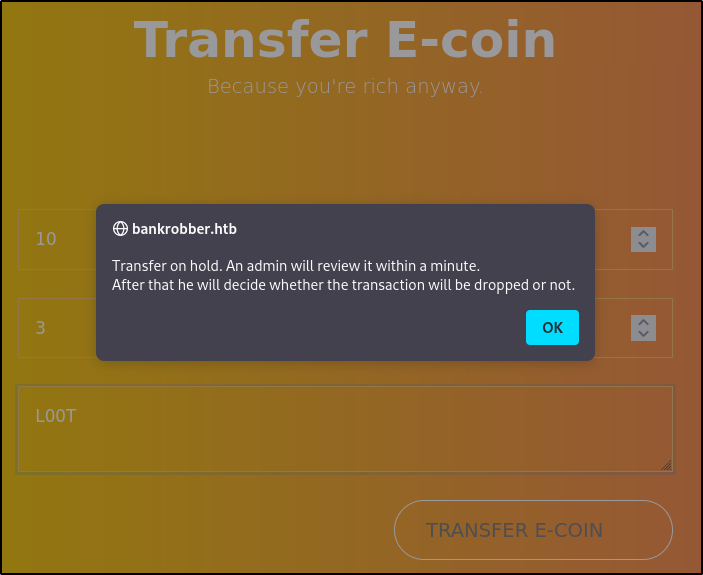 Transfer E-coin
Because you're rich anyway.
bankrobber.htb
Transfer on hold. An admin will review it within a minute.
After that he will decide whether the transaction will be dropped or not.
OK
10
3
L00T
TRANSFER E-COIN